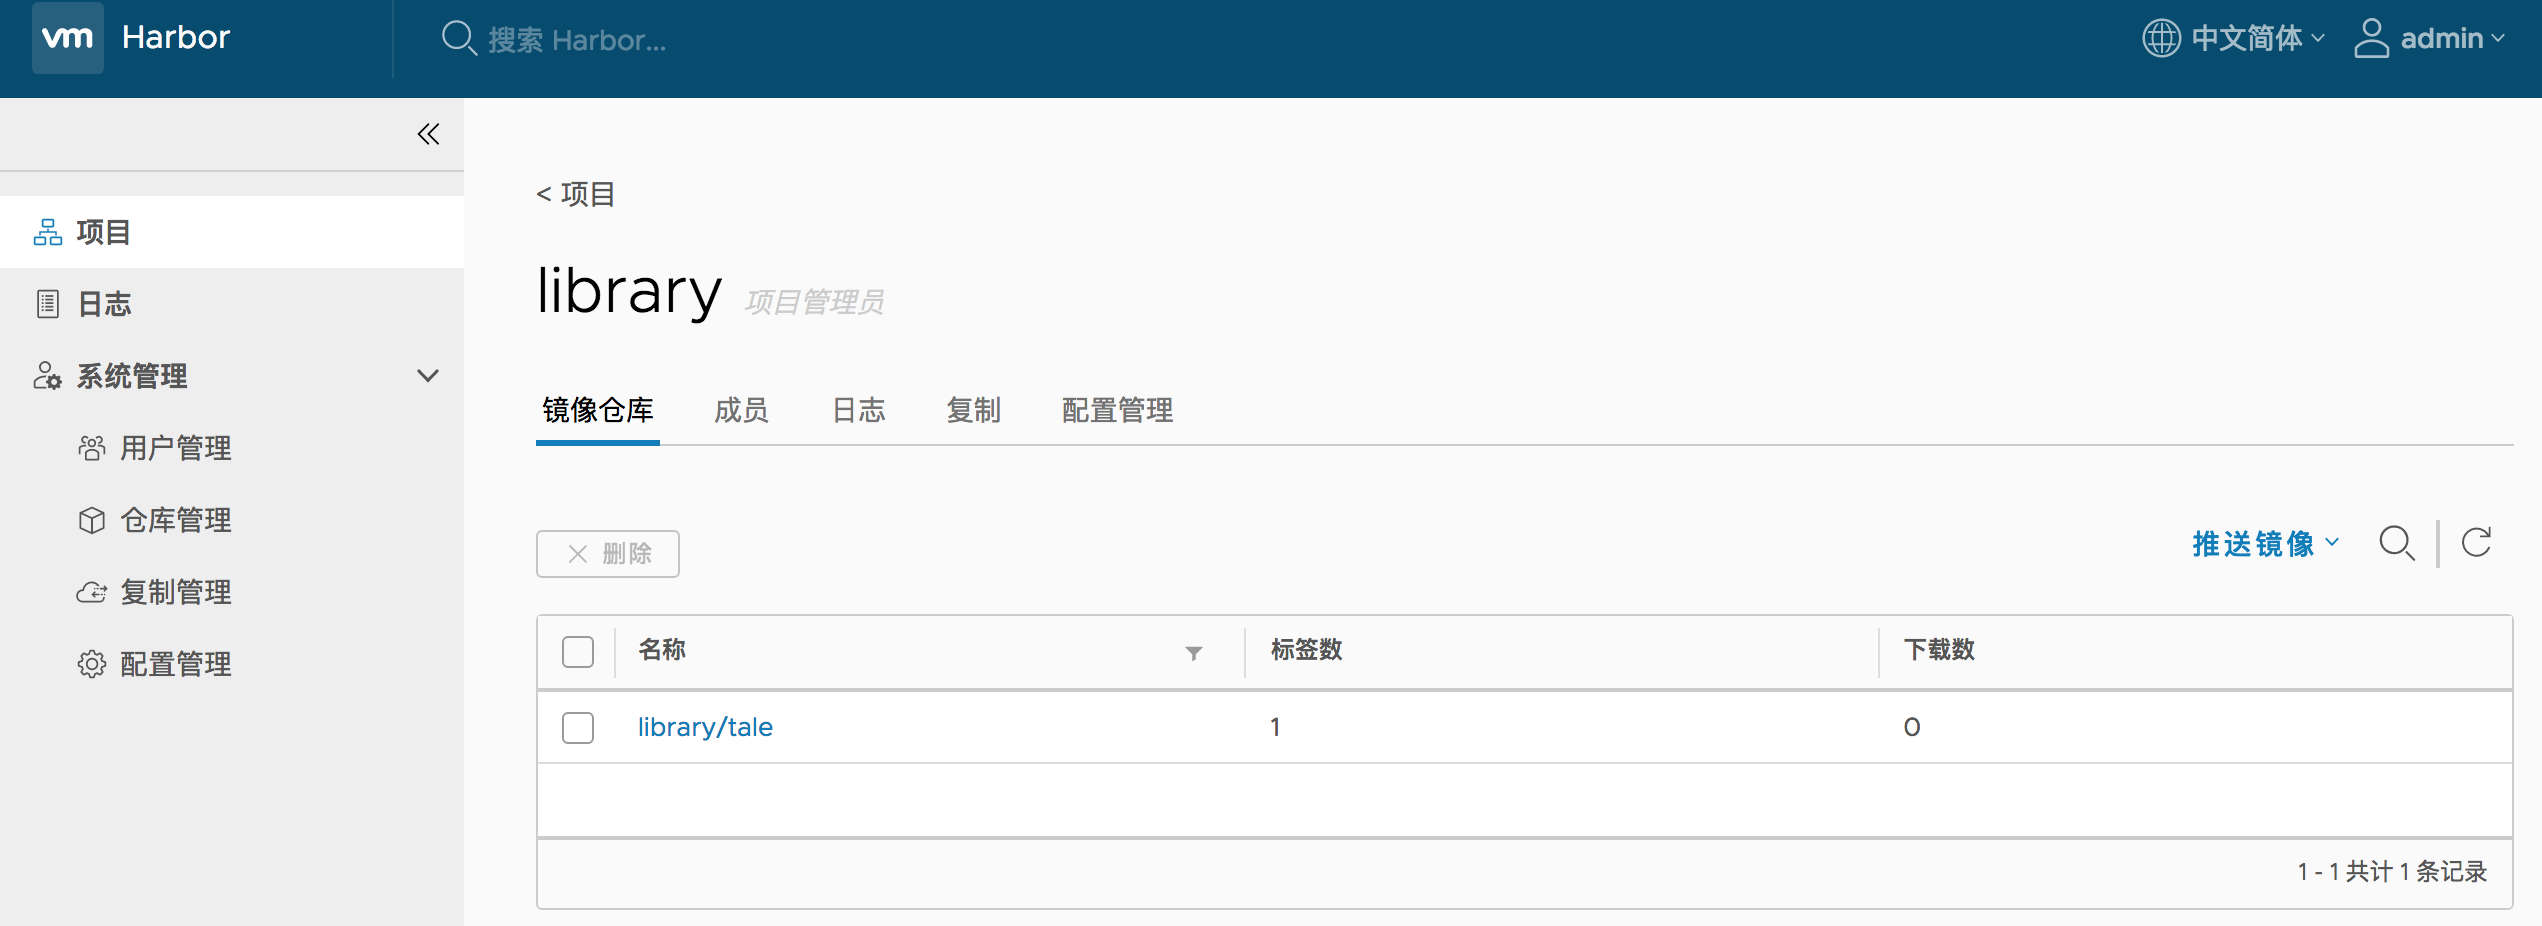 vm Harbor
搜索 Harbor...
中文简体
admin
项目
日志
系统管理
用户管理
仓库管理
复制管理
配置管理
< 项目
library 项目管理员
镜像仓库 成员 日志 复制 配置管理
删除
推送镜像
名称 标签数 下载数
library/tale 1 0
1 - 1 共计 1 条记录